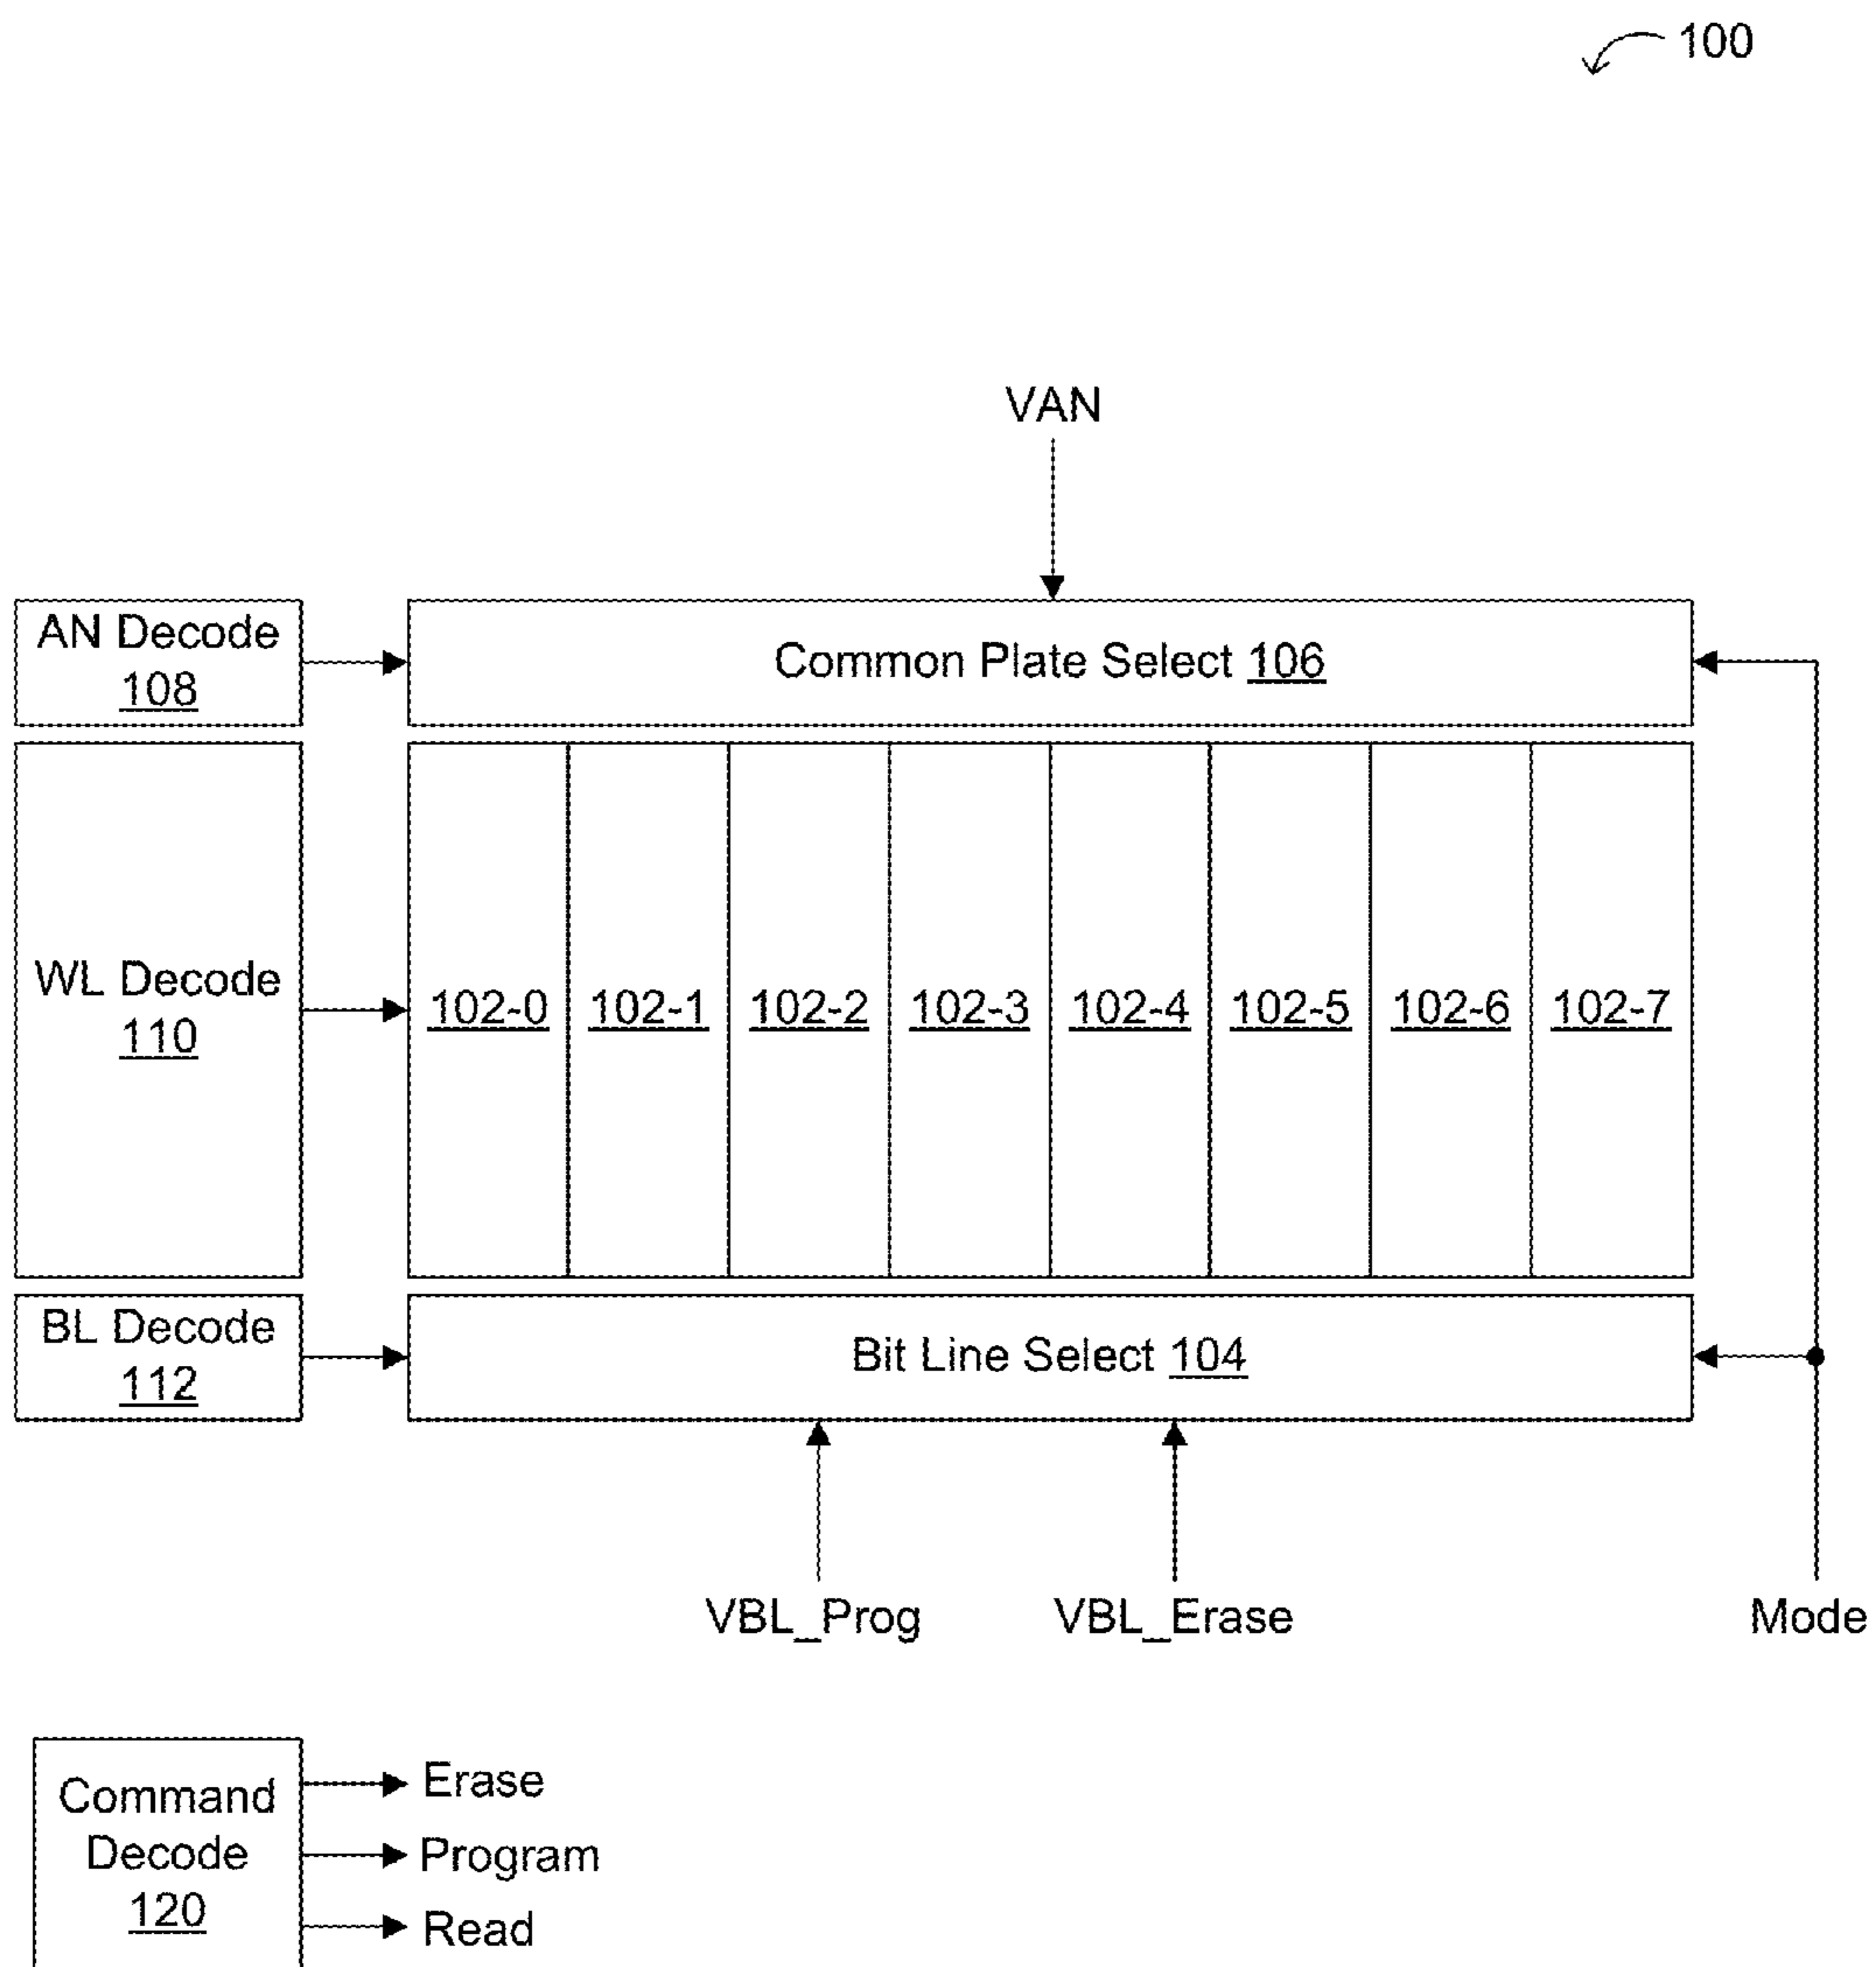 100
VAN
AN Decode
108
Common Plate Select 106
WL Decode
110
102-0 102-1 102-2 102-3 102-4 102-5 102-6 102-7
BL Decode
112
Bit Line Select 104
VBL_Prog VBL_Erase Mode
Command
Decode
120
Erase
Program
Read